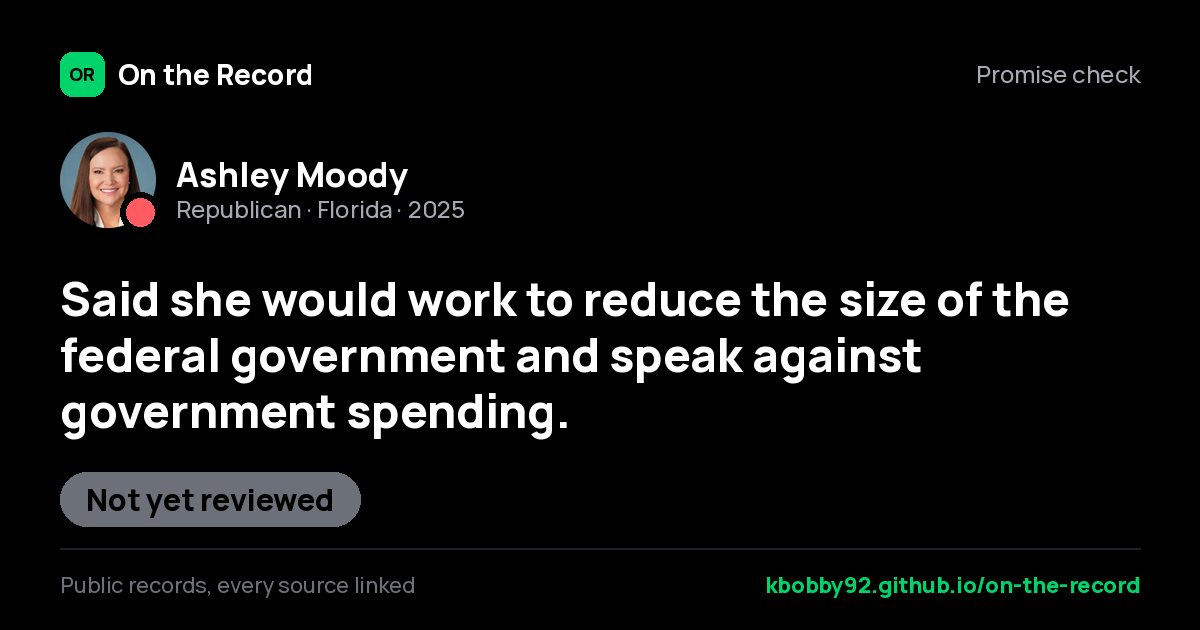 OR On the Record
Promise check
Ashley Moody
Republican · Florida · 2025
Said she would work to reduce the size of the
federal government and speak against
government spending.
Not yet reviewed
Public records, every source linked
kbobby92.github.io/on-the-record